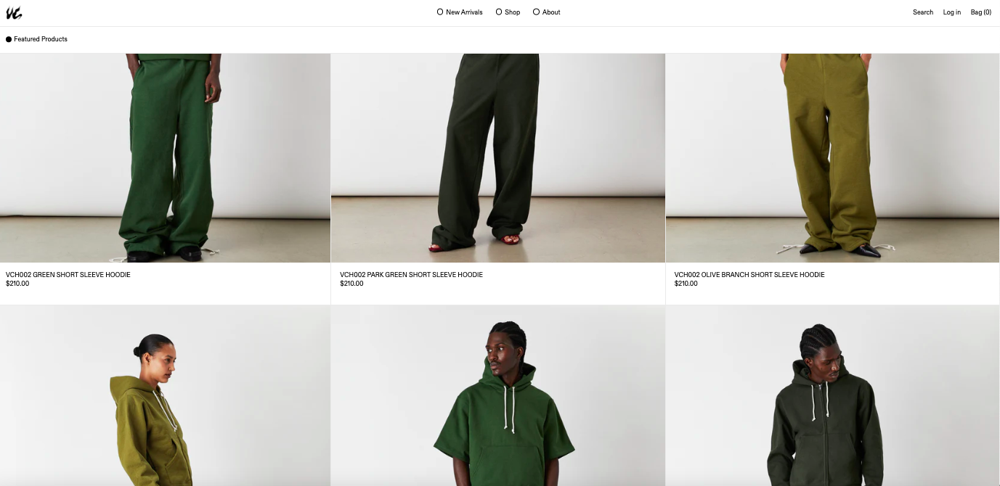 New Arrivals
Shop
About
Search
Log in
Bag (0)
Featured Products
VCH002 GREEN SHORT SLEEVE HOODIE
$210.00
VCH002 PARK GREEN SHORT SLEEVE HOODIE
$210.00
VCH002 OLIVE BRANCH SHORT SLEEVE HOODIE
$210.00